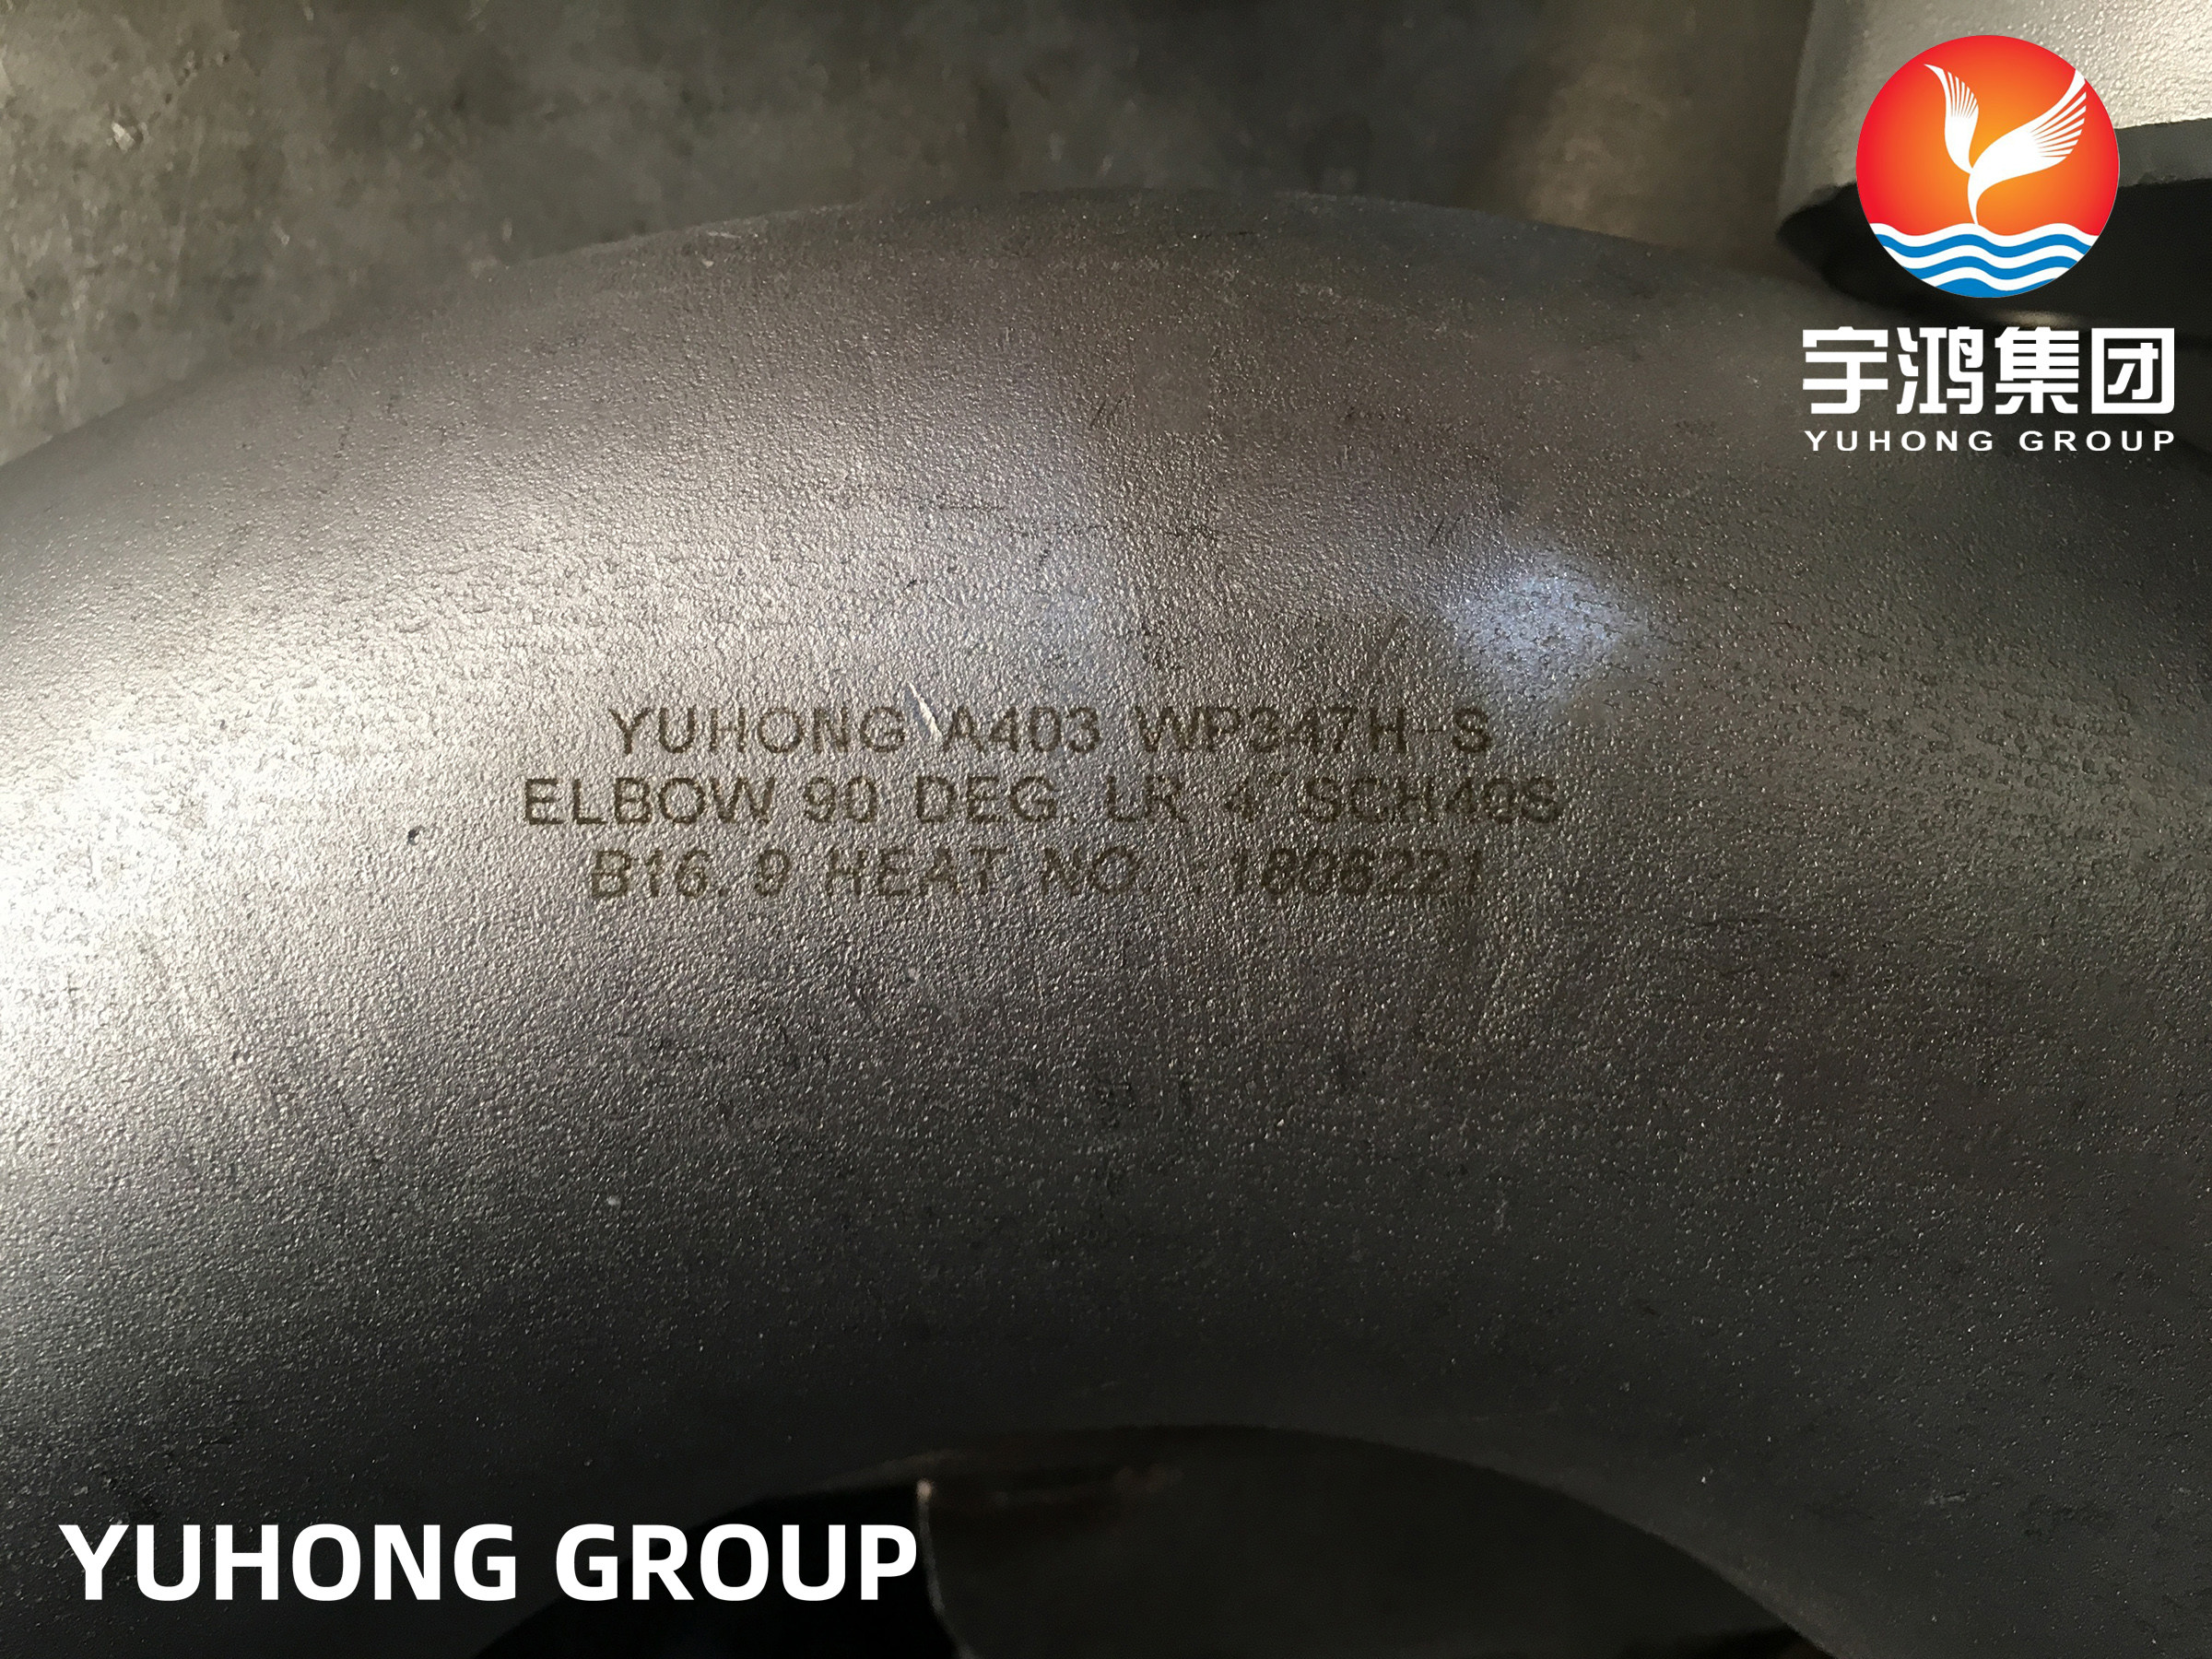 宇鸿集团
YUHONG GROUP
YUHONG A403 WP347H-S
ELBOW 90 DEG LR 4" SCH40S
B16.9 HEAT NO.:1806221
YUHONG GROUP